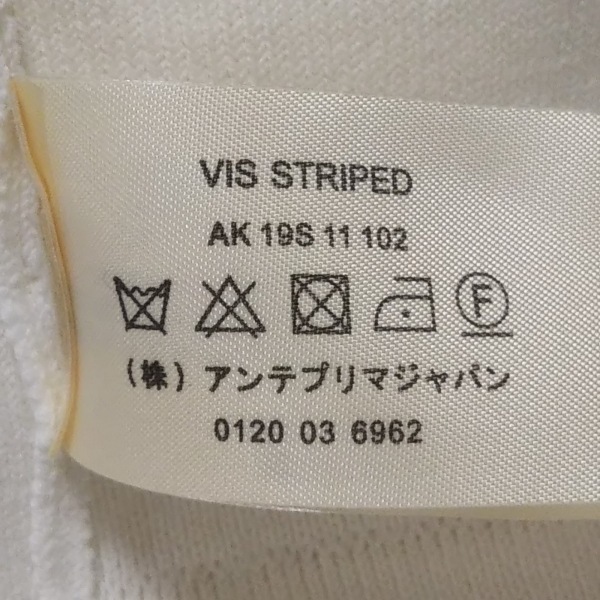 VIS STRIPED
AK 19S 11 102
F
(株) アンテプリマジャパン
0120 03 6962